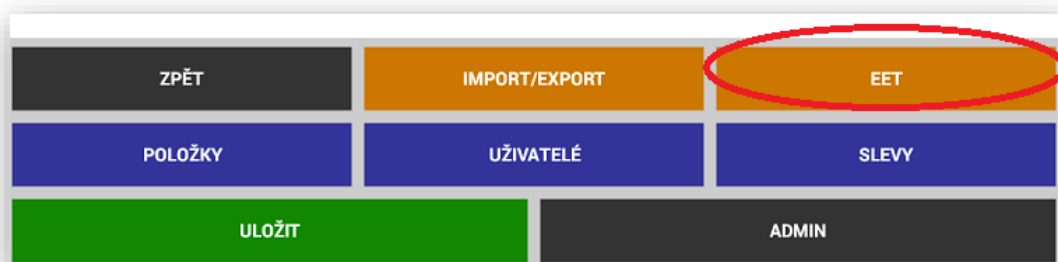 ZPĚT IMPORT/EXPORT EET
POLOŽKY UŽIVATELÉ SLEVY
ULOŽIT ADMIN